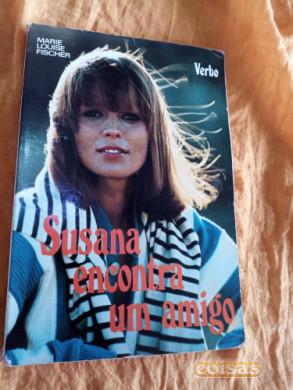 MARIE
LOUISE
FISCHER
Verbo
Susana
encontra
um amigo
coisas